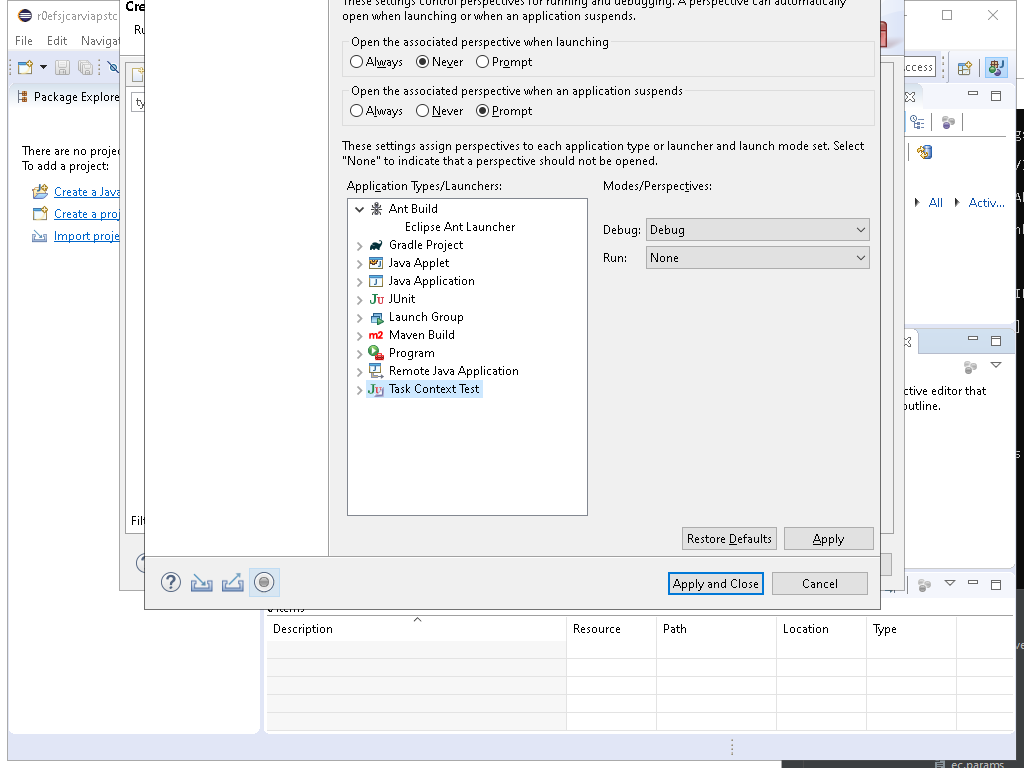 r0efsjcarviapstc
File Edit Navigat
Package Explore
There are no projec
To add a project:
Create a Java
Create a proj
Import proje
Cre
Ru
ty
Filt
These settings control perspectives for running and debugging. A perspective can automatically
open when launching or when an application suspends.
Open the associated perspective when launching
Always Never Prompt
Open the associated perspective when an application suspends
Always Never Prompt
These settings assign perspectives to each application type or launcher and launch mode set. Select
"None" to indicate that a perspective should not be opened.
Application Types/Launchers:
Modes/Perspectives:
Ant Build
Eclipse Ant Launcher
Gradle Project
Java Applet
Java Application
JUnit
Launch Group
Maven Build
Program
Remote Java Application
Task Context Test
Debug: Debug
Run: None
Restore Defaults Apply
Apply and Close Cancel
ccess
All Activ...
ctive editor that
outline.
0 items
Description Resource Path Location Type
ec.params